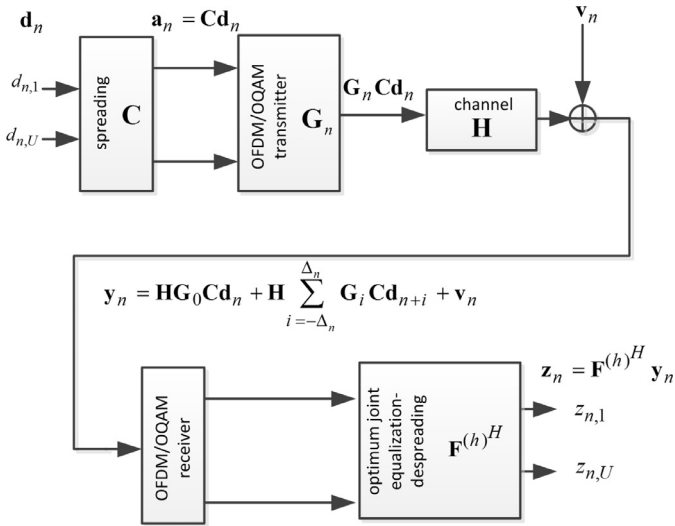 d_n
a_n = Cd_n
v_n
d_{n,1}
d_{n,U}
spreading
C
OFDM/OQAM
transmitter
G_n
G_n Cd_n
channel
H
y_n = HG_0Cd_n + H \sum_{i=-Δ_n}^{Δ_n} G_i Cd_{n+i} + v_n
OFDM/OQAM
receiver
optimum joint
equalization-
despreading
F^{(h)^H}
z_n = F^{(h)^H} y_n
z_{n,1}
z_{n,U}